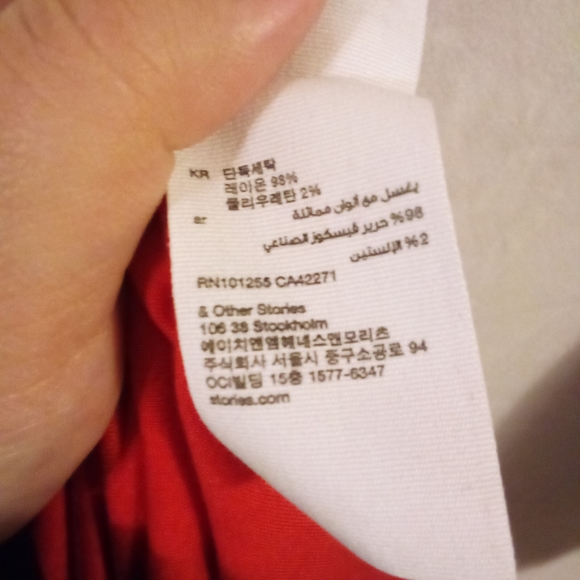 KR 단독세탁
레이온 98%
폴리우레탄 2%
ar يغسل مع ألوان مماثلة
98% حرير فيسكوز الصناعي
2% الإلستين
RN101255 CA42271
& Other Stories
106 38 Stockholm
에이치엔엠헤네스앤모리츠
주식회사 서울시 중구소공로 94
OCI빌딩 15층 1577-6347
stories.com